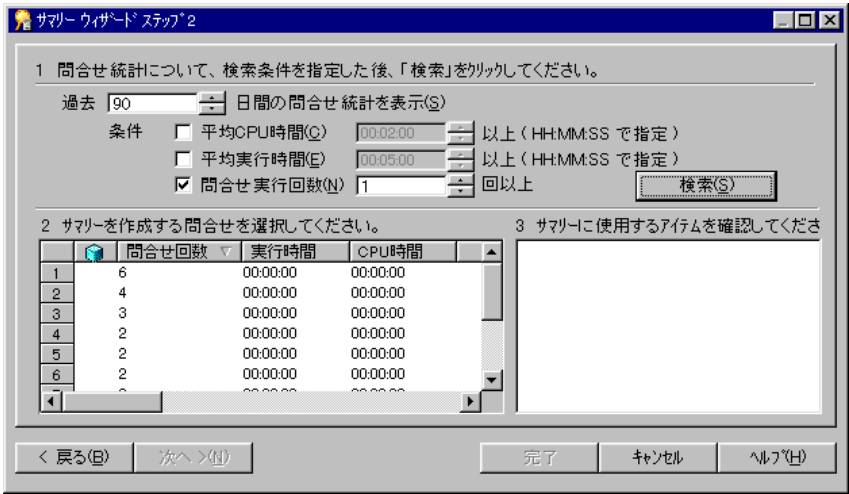 ｻﾏﾘｰ ｳｨｻﾞｰﾄﾞ ｽﾃｯﾌﾟ2
1 問合せ統計について、検索条件を指定した後、「検索」をｸﾘｯｸしてください。
過去 90 日間の問合せ統計を表示(S)
条件 平均CPU時間(C) 00:02:00 以上 ( HH:MM:SS で指定 )
平均実行時間(E) 00:05:00 以上 ( HH:MM:SS で指定 )
問合せ実行回数(N) 1 回以上 検索(S)
2 ｻﾏﾘｰを作成する問合せを選択してください。 3 ｻﾏﾘｰに使用するｱｲﾃﾑを確認してくださ
問合せ回数 実行時間 CPU時間
1 6 00:00:00 00:00:00
2 4 00:00:00 00:00:00
3 3 00:00:00 00:00:00
4 2 00:00:00 00:00:00
5 2 00:00:00 00:00:00
6 2 00:00:00 00:00:00
< 戻る(B) 次へ >(N) 完了 ｷｬﾝｾﾙ ﾍﾙﾌﾟ(H)